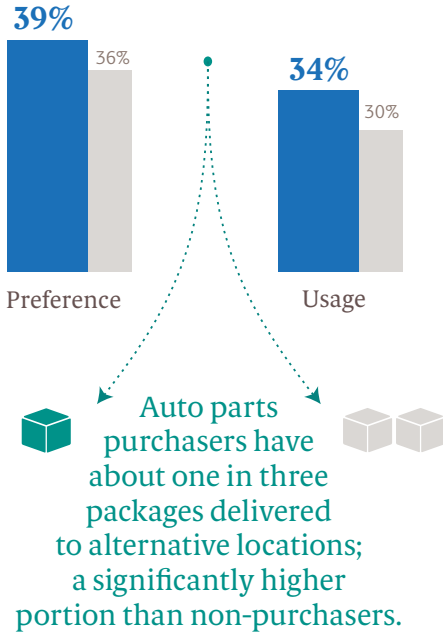 39%
36%
34%
30%
Preference
Usage
Auto parts
purchasers have
about one in three
packages delivered
to alternative locations;
a significantly higher
portion than non-purchasers.